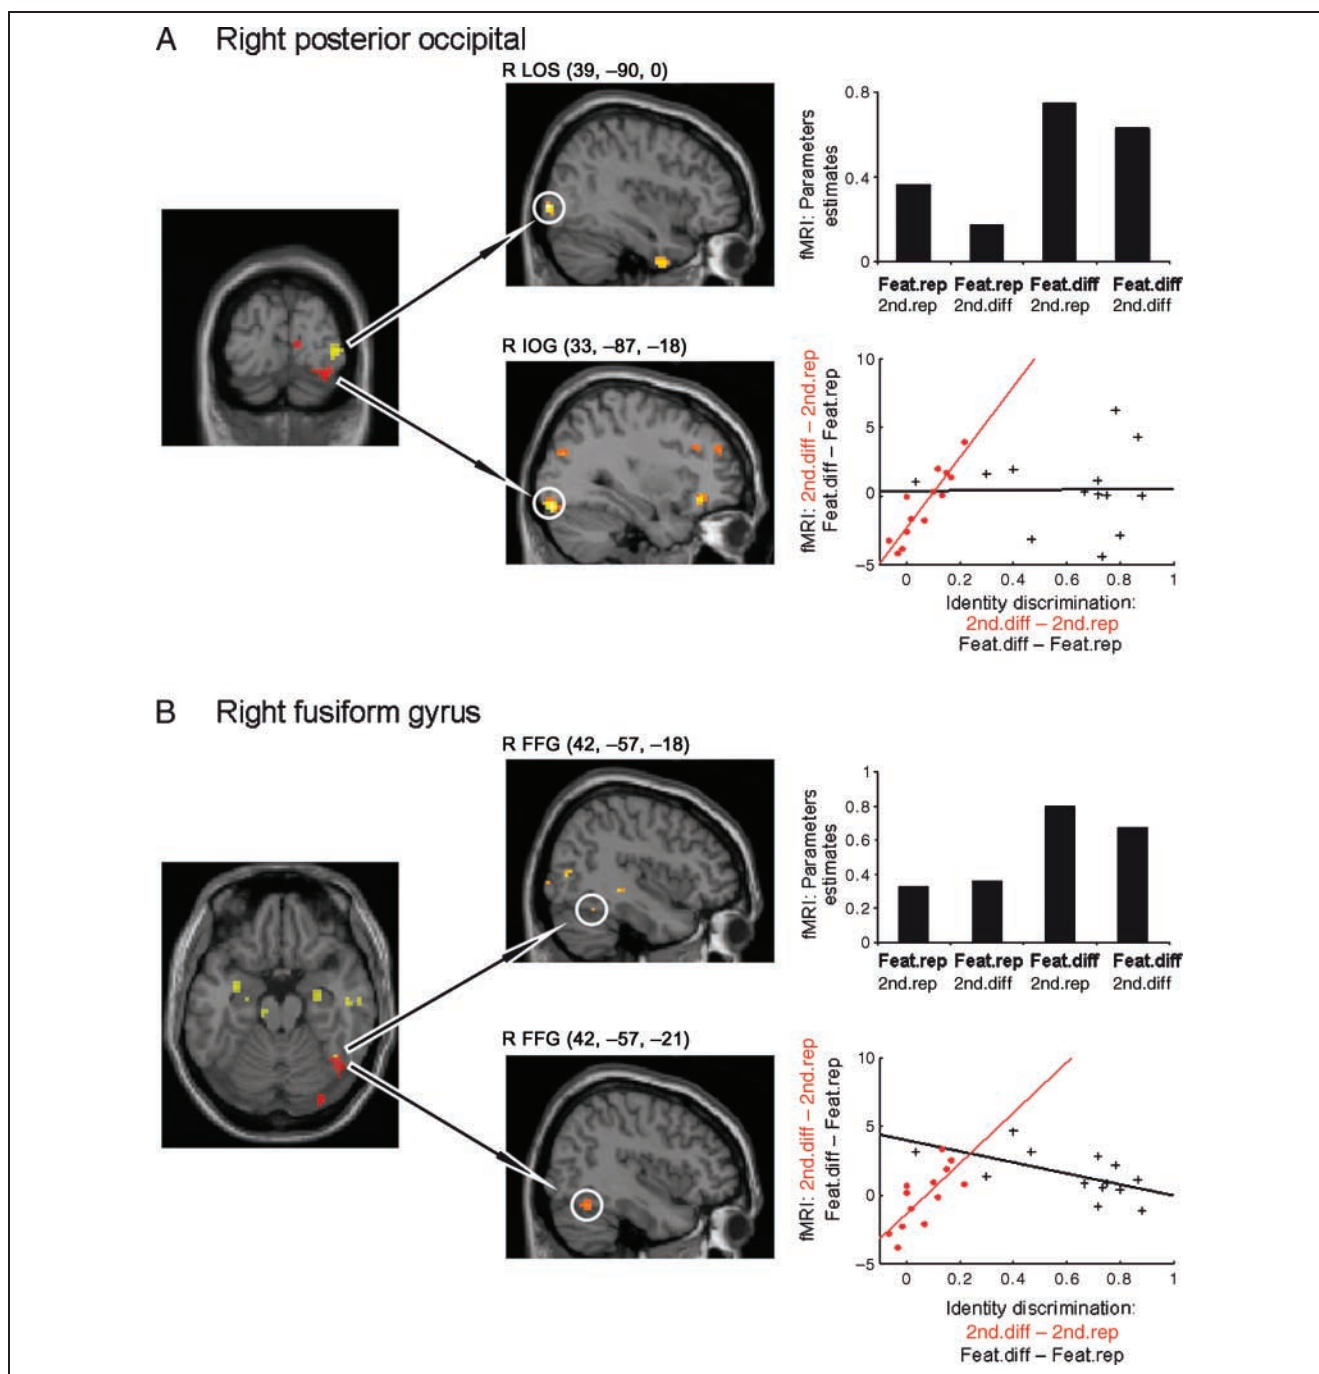 A Right posterior occipital
R LOS (39, –90, 0)
fMRI: Parameters
estimates
0.8
0.4
0
Feat.rep Feat.rep Feat.diff Feat.diff
2nd.rep 2nd.diff 2nd.rep 2nd.diff
R IOG (33, –87, –18)
fMRI: 2nd.diff – 2nd.rep
Feat.diff – Feat.rep
10
5
0
–5
0 0.2 0.4 0.6 0.8 1
Identity discrimination:
2nd.diff – 2nd.rep
Feat.diff – Feat.rep
B Right fusiform gyrus
R FFG (42, –57, –18)
fMRI: Parameters
estimates
1
0.8
0.6
0.4
0.2
0
Feat.rep Feat.rep Feat.diff Feat.diff
2nd.rep 2nd.diff 2nd.rep 2nd.diff
R FFG (42, –57, –21)
fMRI: 2nd.diff – 2nd.rep
Feat.diff – Feat.rep
10
5
0
–5
0 0.2 0.4 0.6 0.8 1
Identity discrimination:
2nd.diff – 2nd.rep
Feat.diff – Feat.rep